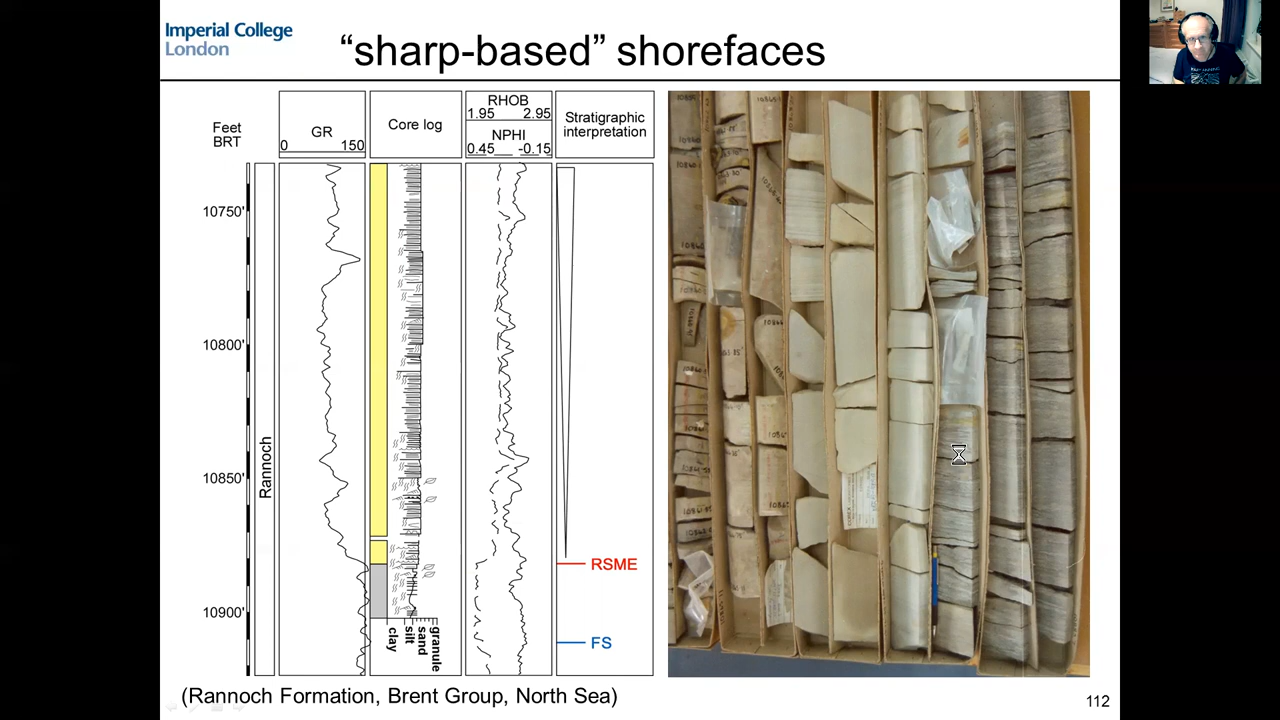 Imperial College
London
“sharp-based” shorefaces
Feet
BRT
GR
0 150
Core log
RHOB
1.95 2.95
NPHI
0.45 -0.15
Stratigraphic
interpretation
10750'
10800'
10850'
10900'
Rannoch
clay
silt
sand
granule
RSME
FS
(Rannoch Formation, Brent Group, North Sea)
112